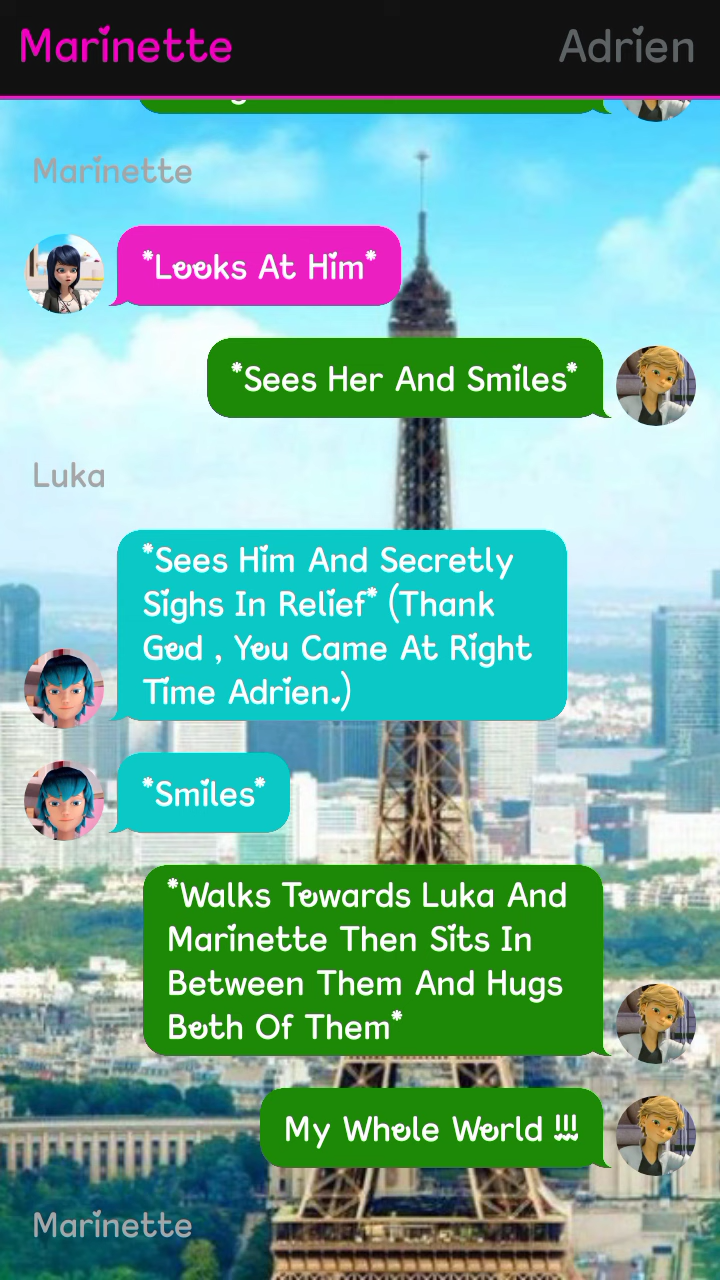 Marinette Adrien
Marinette
*Looks At Him*
*Sees Her And Smiles*
Luka
*Sees Him And Secretly
Sighs In Relief* (Thank
God , You Came At Right
Time Adrien.)
*Smiles*
*Walks Towards Luka And
Marinette Then Sits In
Between Them And Hugs
Both Of Them*
My Whole World !!!
Marinette